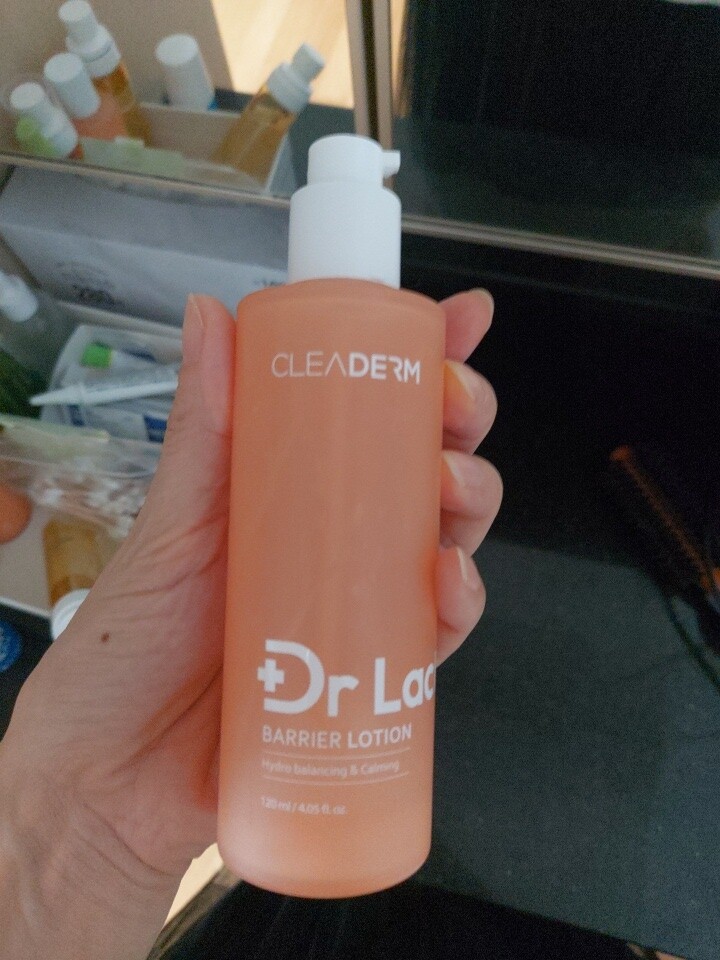 CLEADERM
Dr Lac
BARRIER LOTION
Hydro balancing & Calming
120 ml / 4.05 fl. oz.